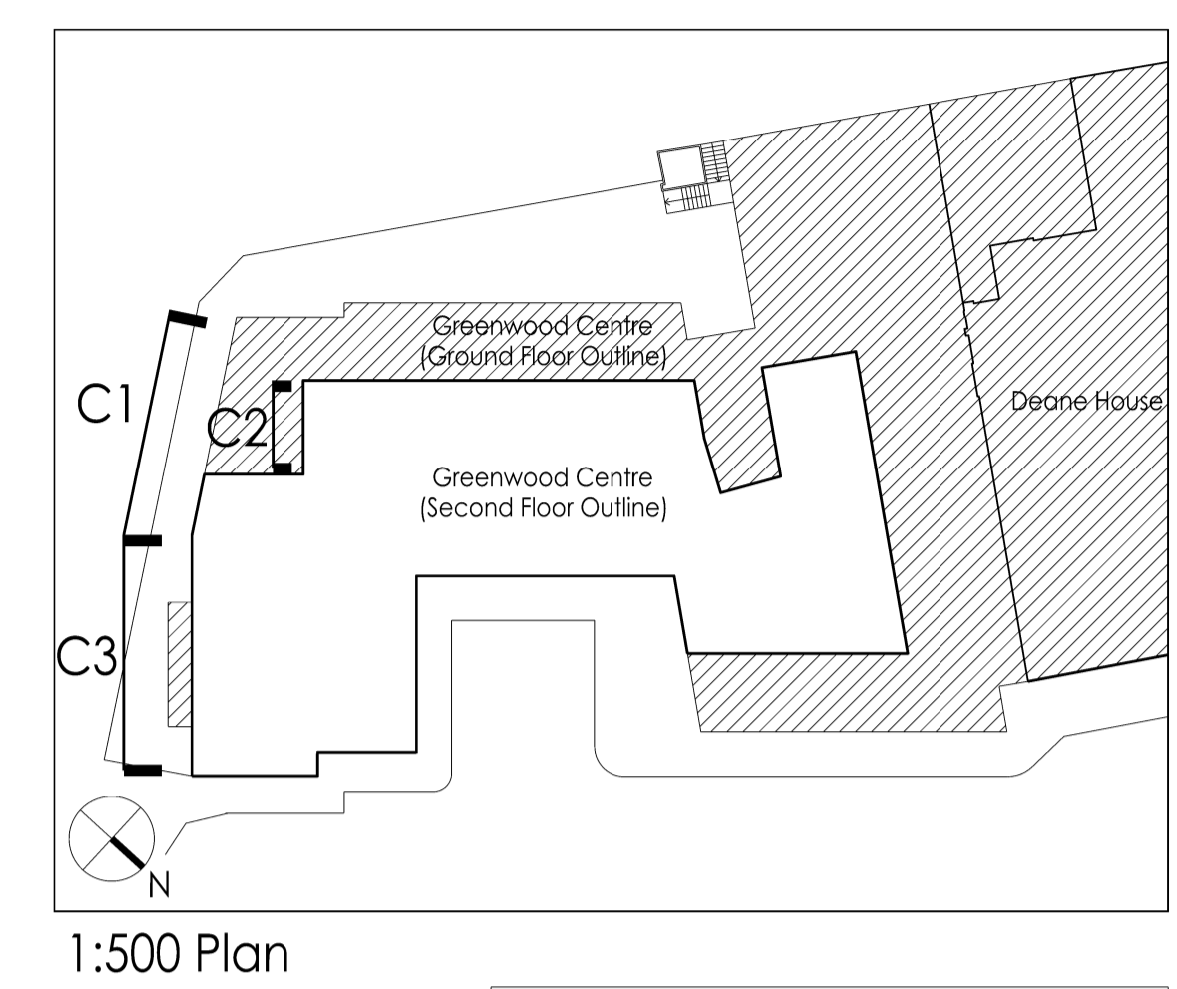 Greenwood Centre
(Ground Floor Outline)
C1
Deane House
C2
Greenwood Centre
(Second Floor Outline)
C3
N
1:500 Plan